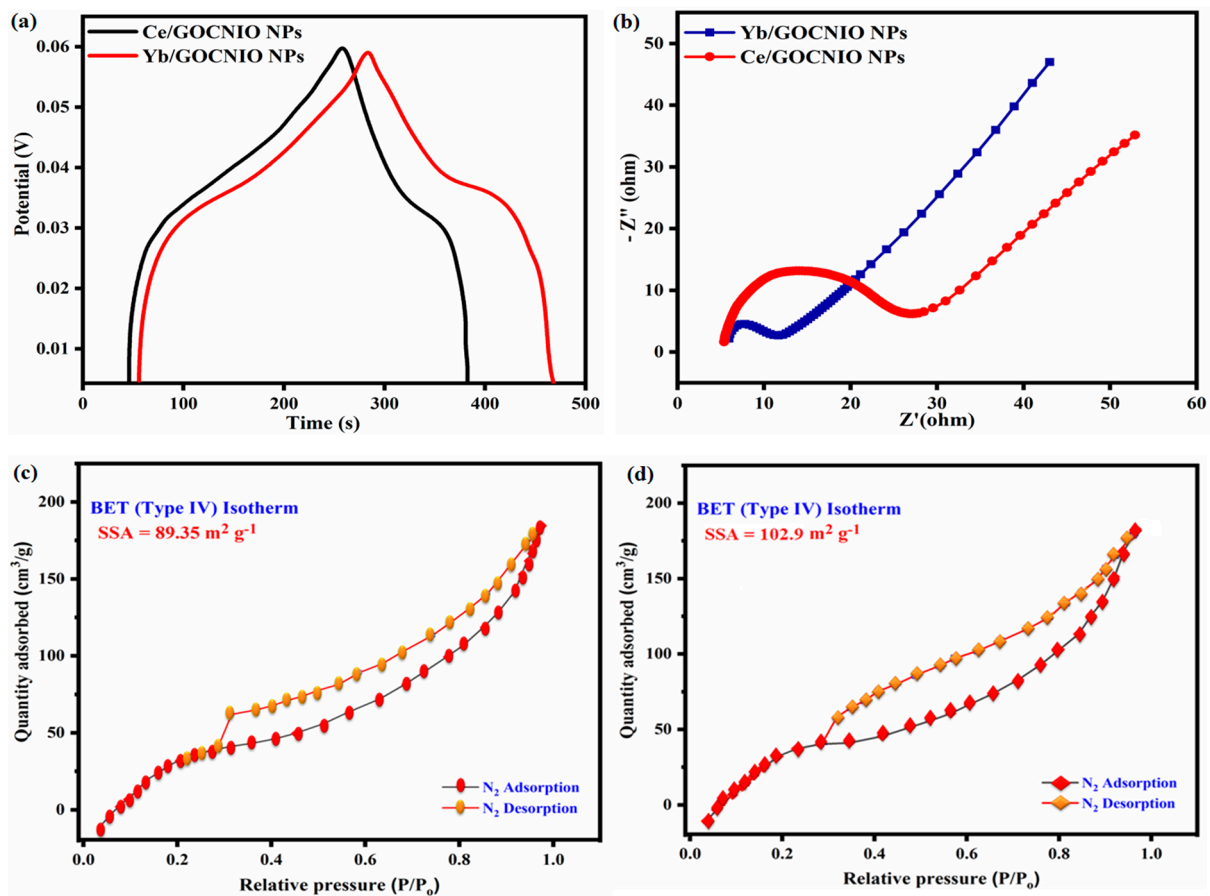 (a)
Ce/GOCNIO NPs
Yb/GOCNIO NPs
0.06
0.05
0.04
0.03
0.02
0.01
Potential (V)
0 100 200 300 400 500
Time (s)
(b)
Yb/GOCNIO NPs
Ce/GOCNIO NPs
50
40
30
20
10
0
- Z" (ohm)
0 10 20 30 40 50 60
Z'(ohm)
(c)
BET (Type IV) Isotherm
SSA = 89.35 m² g⁻¹
200
150
100
50
0
Quantity adsorbed (cm³/g)
N₂ Adsorption
N₂ Desorption
0.0 0.2 0.4 0.6 0.8 1.0
Relative pressure (P/Pₒ)
(d)
BET (Type IV) Isotherm
SSA = 102.9 m² g⁻¹
200
150
100
50
0
Quantity adsorbed (cm³/g)
N₂ Adsorption
N₂ Desorption
0.0 0.2 0.4 0.6 0.8 1.0
Relative pressure (P/Pₒ)